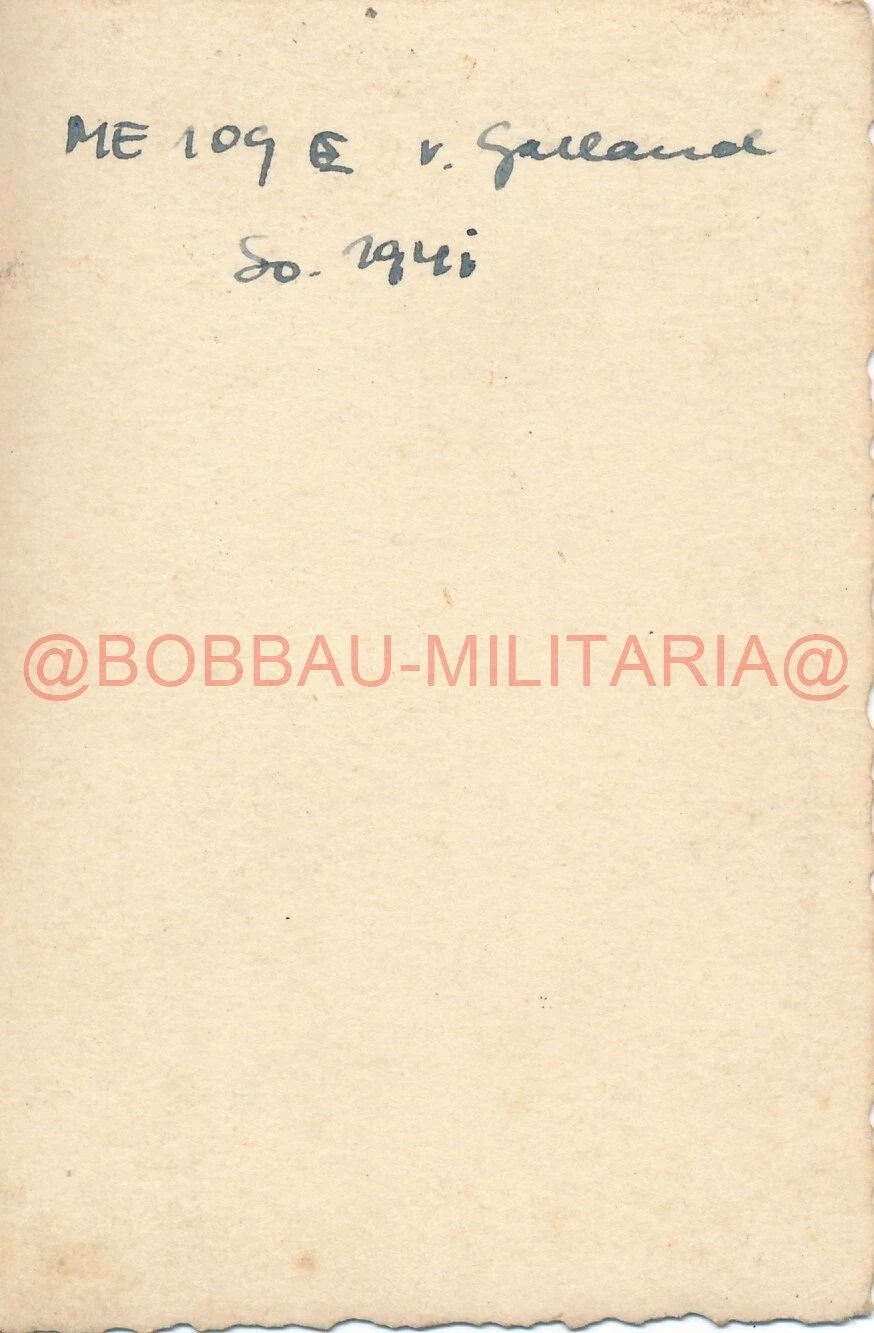 ME 109 E v. Galland
So. 1941
@BOBBAU-MILITARIA@